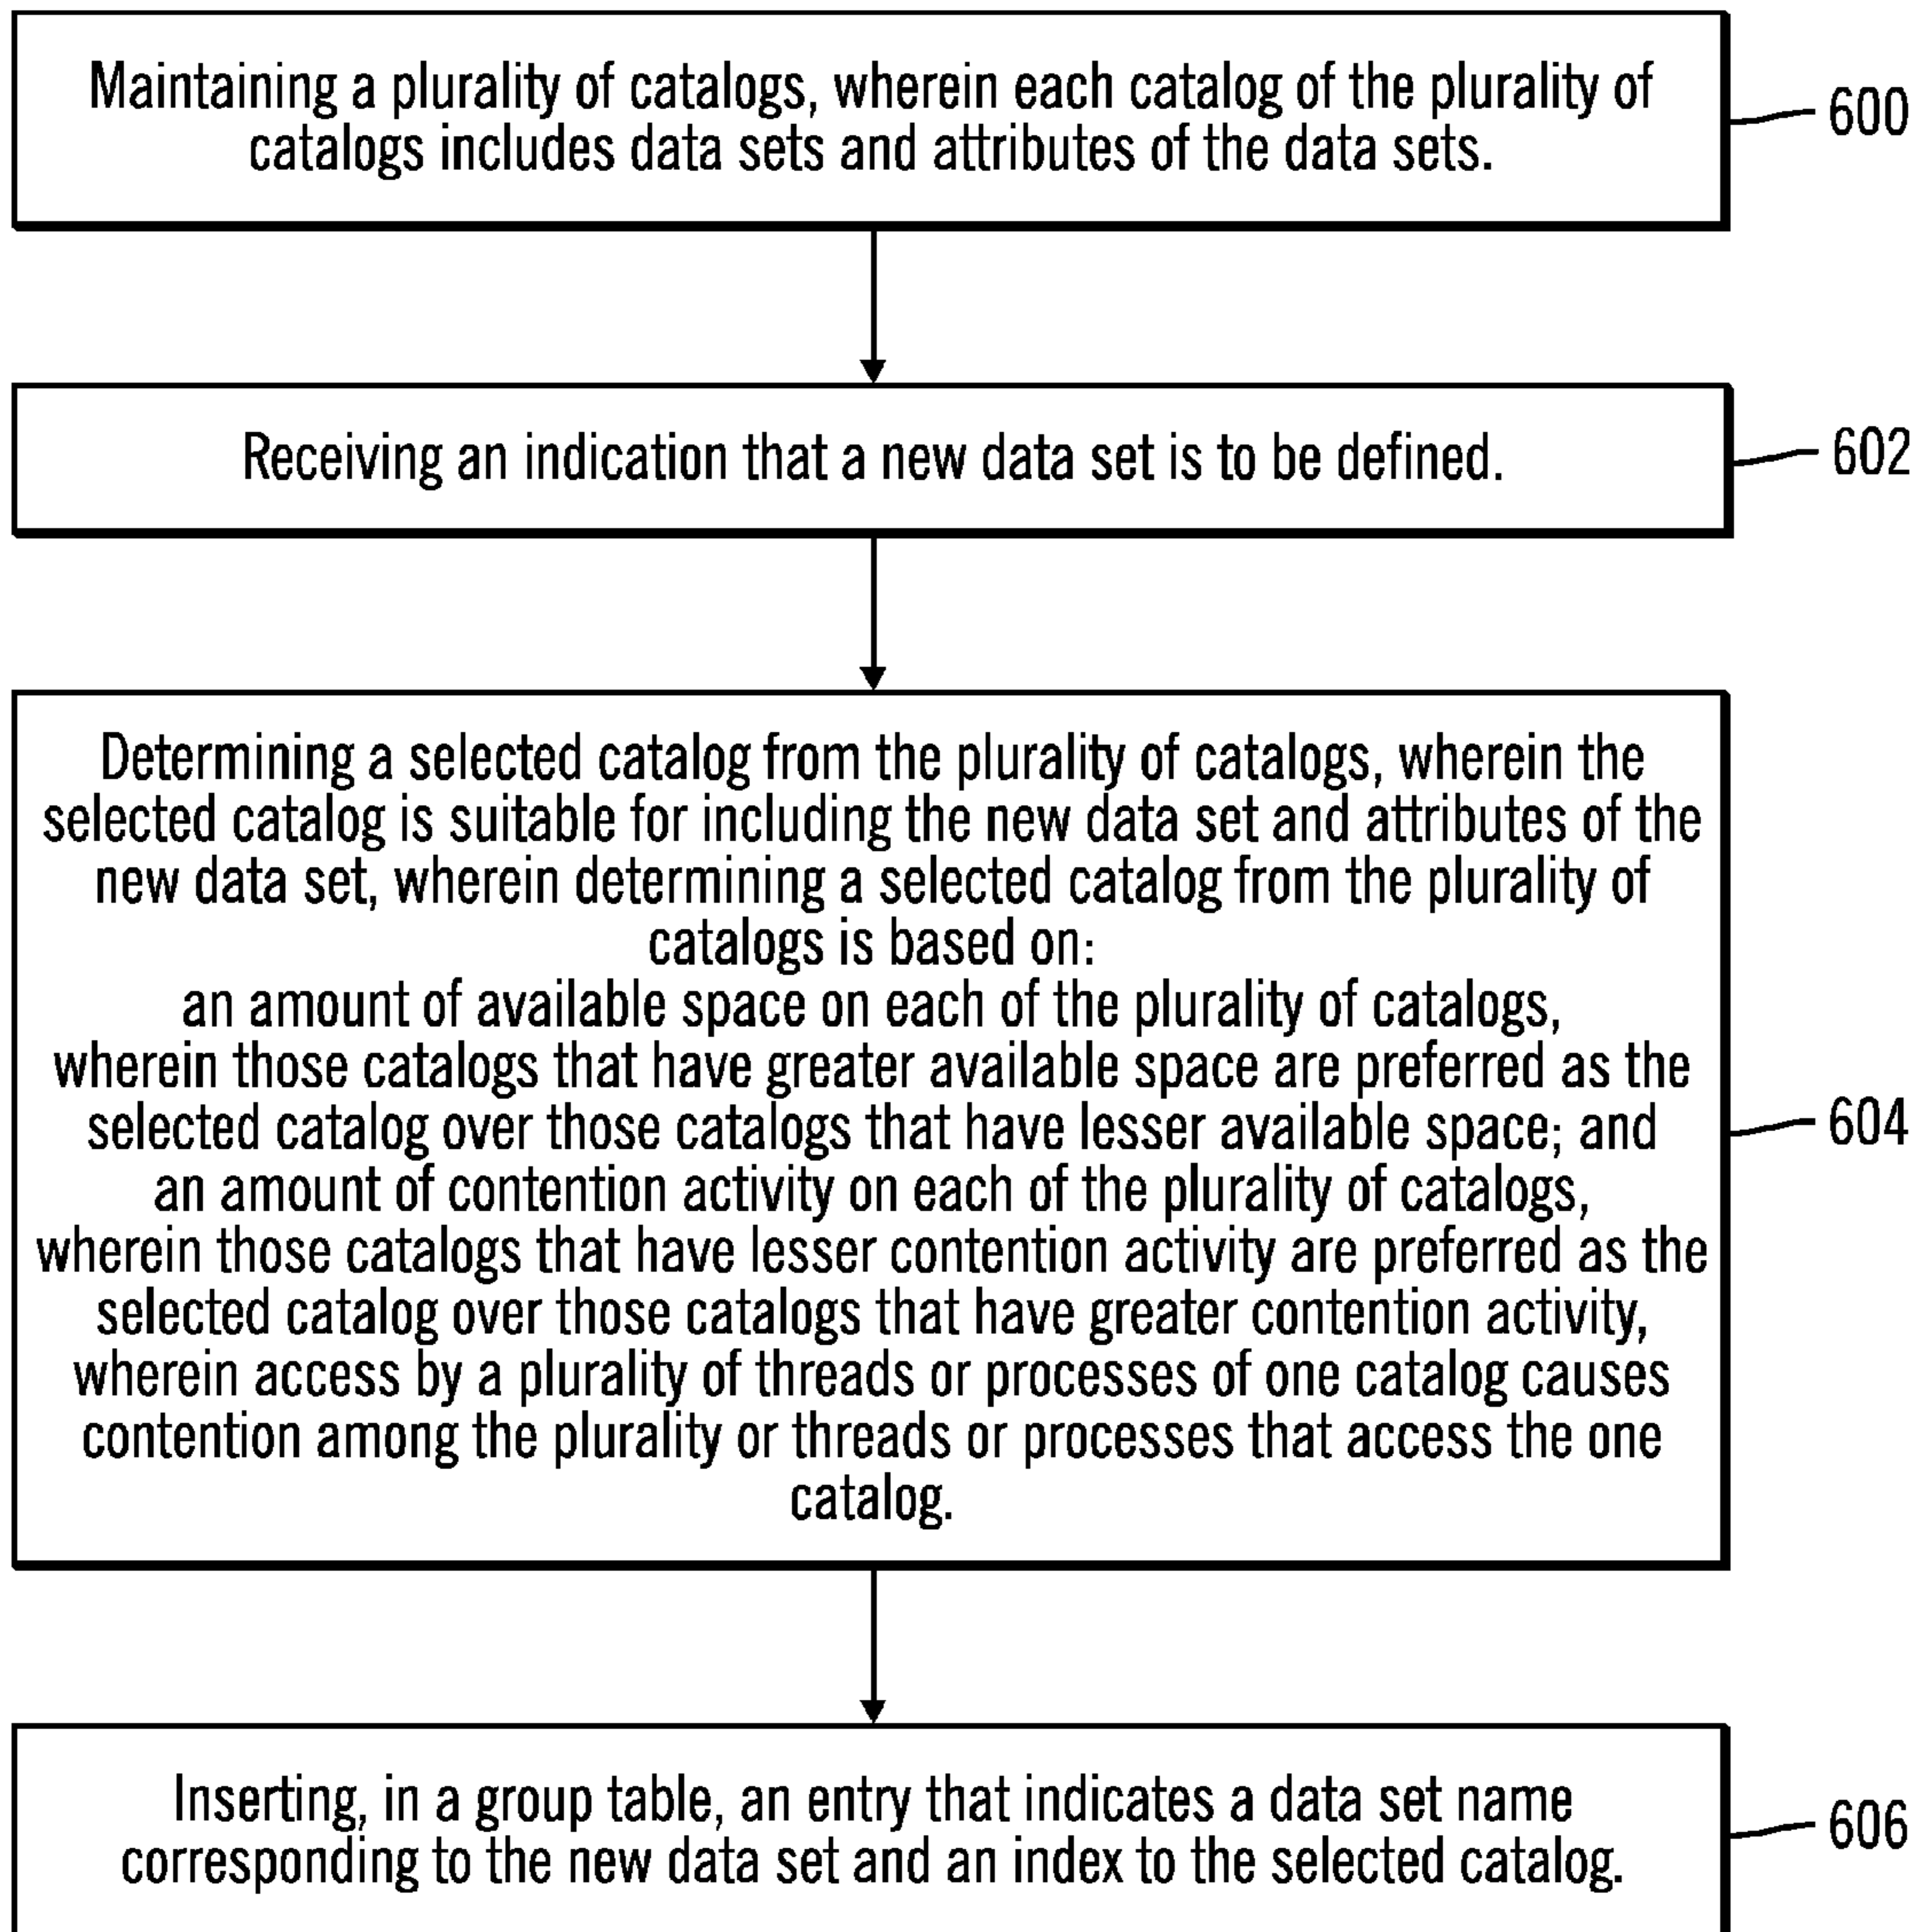 Maintaining a plurality of catalogs, wherein each catalog of the plurality of
catalogs includes data sets and attributes of the data sets.
600
Receiving an indication that a new data set is to be defined.
602
Determining a selected catalog from the plurality of catalogs, wherein the
selected catalog is suitable for including the new data set and attributes of the
new data set, wherein determining a selected catalog from the plurality of
catalogs is based on:
an amount of available space on each of the plurality of catalogs,
wherein those catalogs that have greater available space are preferred as the
selected catalog over those catalogs that have lesser available space; and
an amount of contention activity on each of the plurality of catalogs,
wherein those catalogs that have lesser contention activity are preferred as the
selected catalog over those catalogs that have greater contention activity,
wherein access by a plurality of threads or processes of one catalog causes
contention among the plurality or threads or processes that access the one
catalog.
604
Inserting, in a group table, an entry that indicates a data set name
corresponding to the new data set and an index to the selected catalog.
606